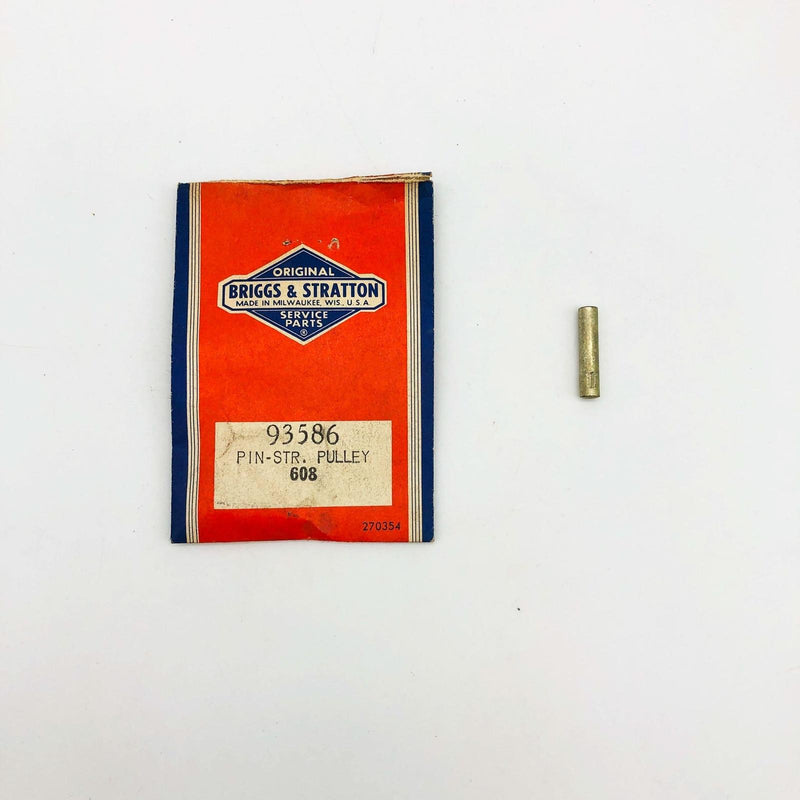 ORIGINAL
BRIGGS & STRATTON
MADE IN MILWAUKEE, WIS., U.S.A.
SERVICE
PARTS
®
93586
PIN-STR. PULLEY
608
270354